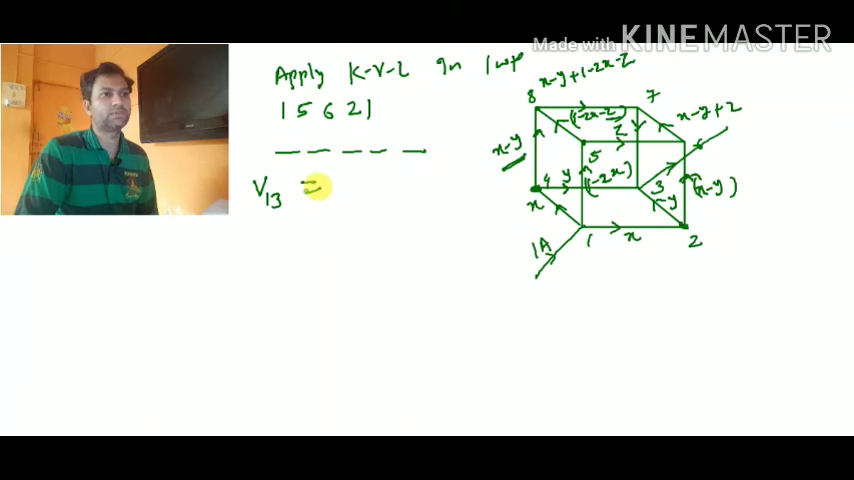 Made with KINEMASTER
Apply K-V-L In loop
1 5 6 2 1
V13 =
x-y+1-2x-z
8
7
(1-2x-z)
x-y+z
x-y
z
5
6
4
y
(1-2x)
3
(x-y)
x
y
1A
1
x
2